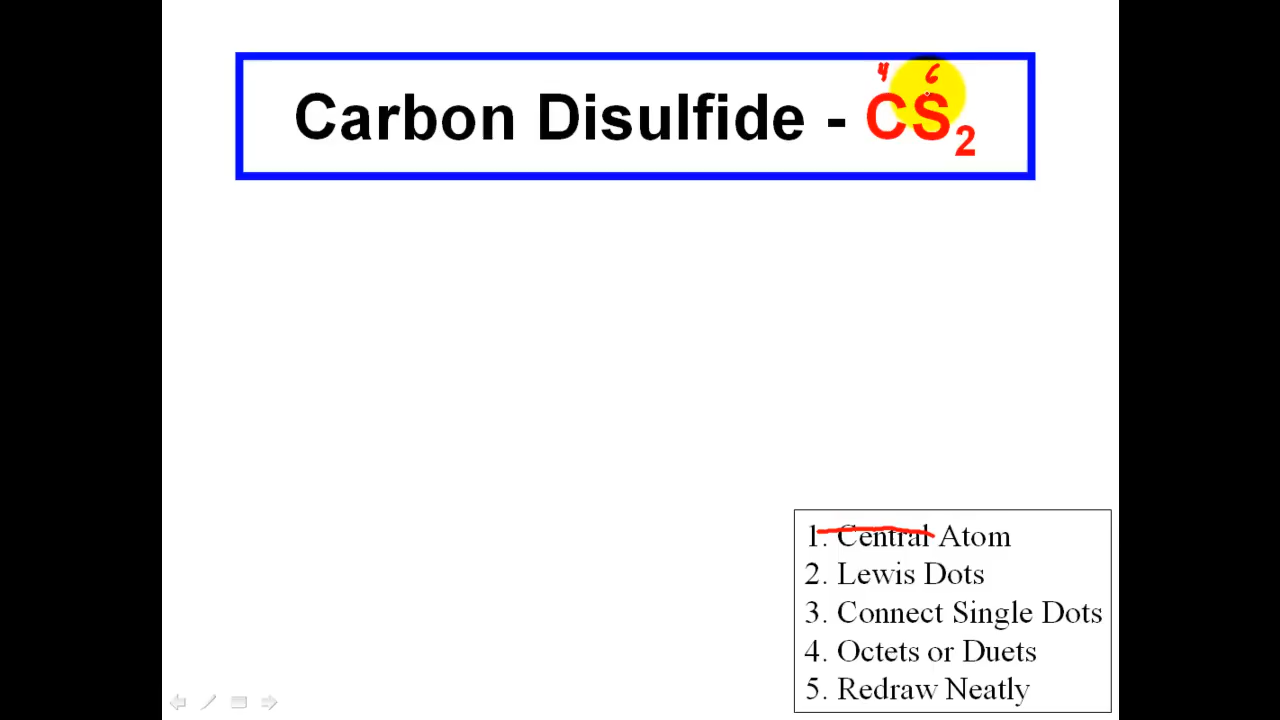 4 6
Carbon Disulfide - CS₂
1. Central Atom
2. Lewis Dots
3. Connect Single Dots
4. Octets or Duets
5. Redraw Neatly